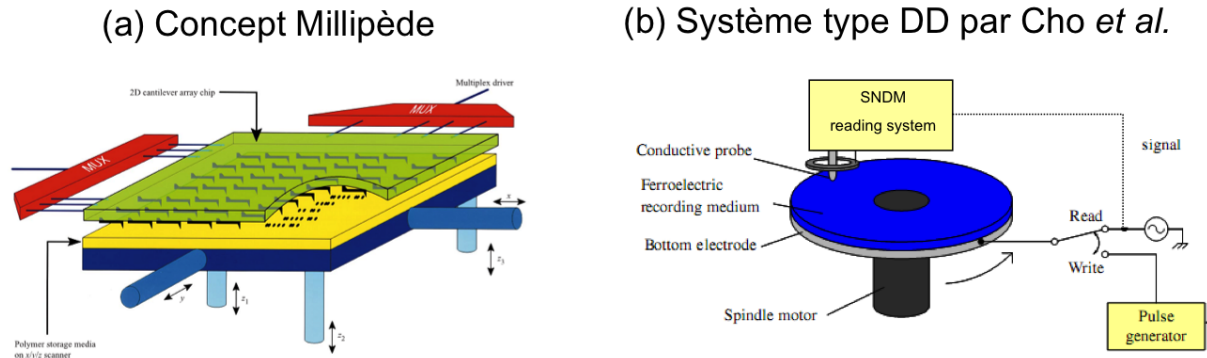 (a) Concept Millipède
(b) Système type DD par Cho et al.
2D cantilever array chip
Multiplex driver
MUX
MUX
x
y
z1
z2
z3
Polymer storage media
on x/y/z scanner
SNDM
reading system
signal
Conductive probe
Ferroelectric
recording medium
Bottom electrode
Spindle motor
Read
Write
Pulse
generator